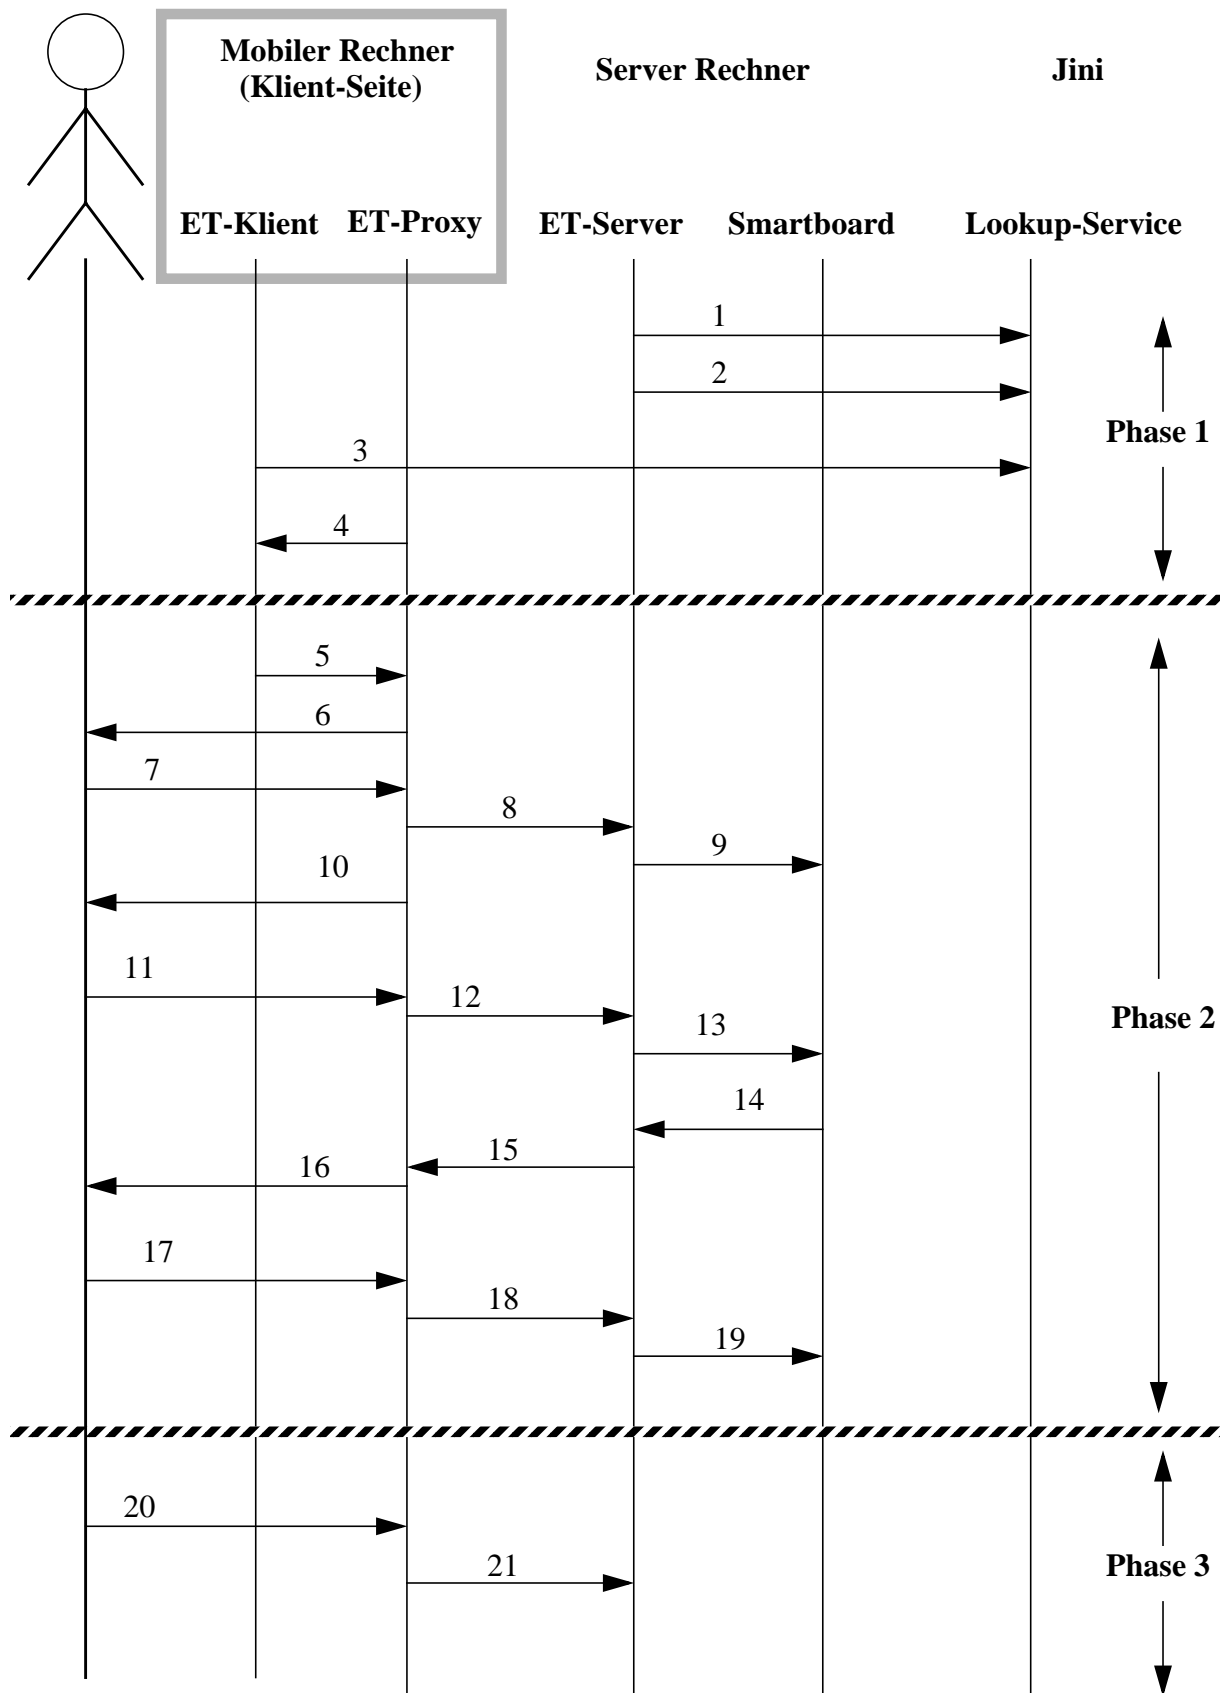 Mobiler Rechner
(Klient-Seite)
Server Rechner
Jini
ET-Klient
ET-Proxy
ET-Server
Smartboard
Lookup-Service
1
2
3
4
Phase 1
5
6
7
8
9
10
11
12
13
14
15
16
17
18
19
Phase 2
20
21
Phase 3